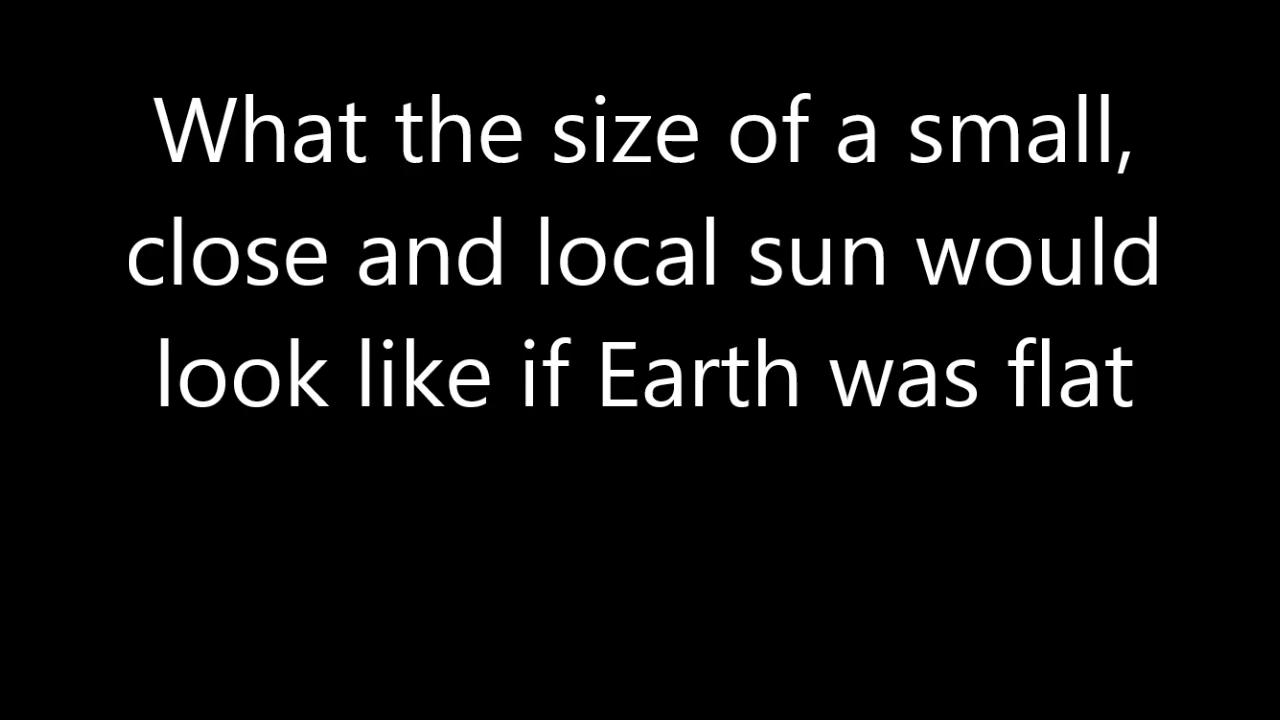 What the size of a small,
close and local sun would
look like if Earth was flat